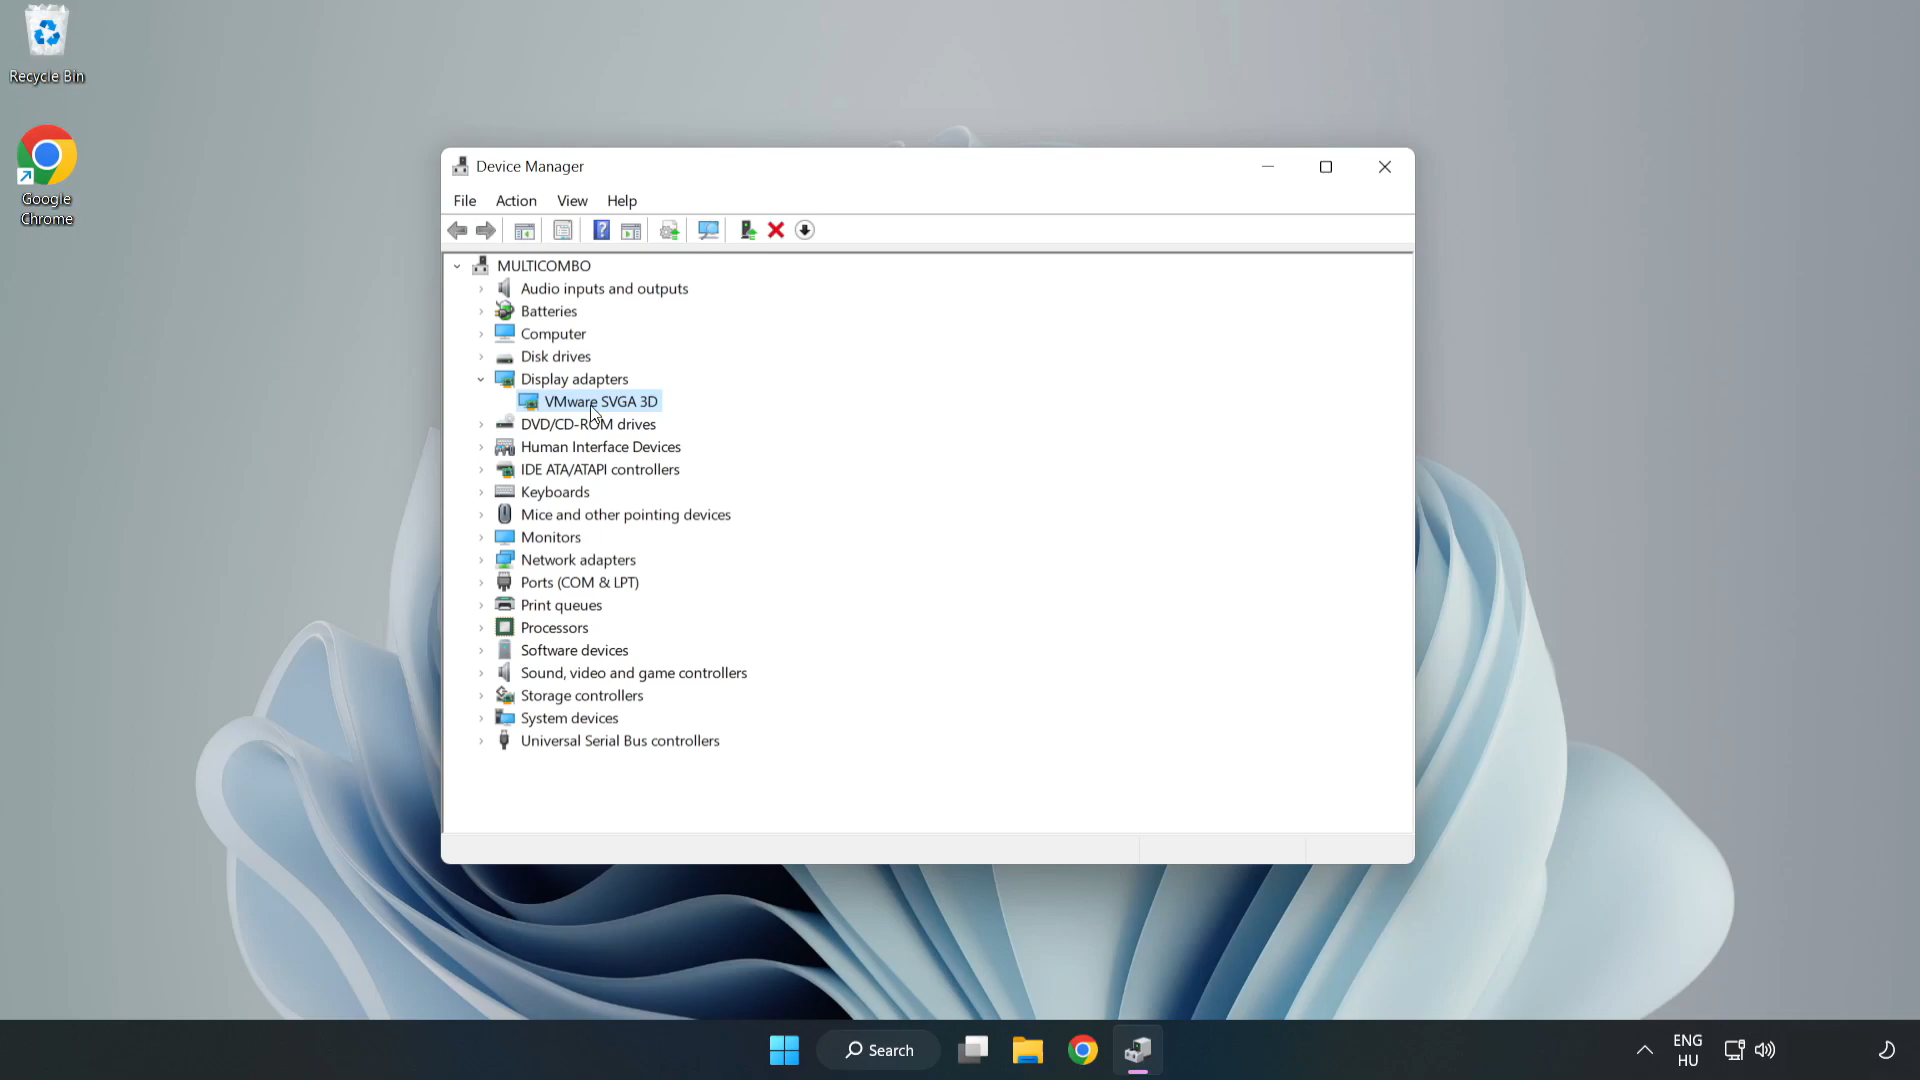 Recycle Bin
Google
Chrome
Device Manager
File Action View Help
MULTICOMBO
Audio inputs and outputs
Batteries
Computer
Disk drives
Display adapters
VMware SVGA 3D
DVD/CD-ROM drives
Human Interface Devices
IDE ATA/ATAPI controllers
Keyboards
Mice and other pointing devices
Monitors
Network adapters
Ports (COM & LPT)
Print queues
Processors
Software devices
Sound, video and game controllers
Storage controllers
System devices
Universal Serial Bus controllers
Search
ENG
HU